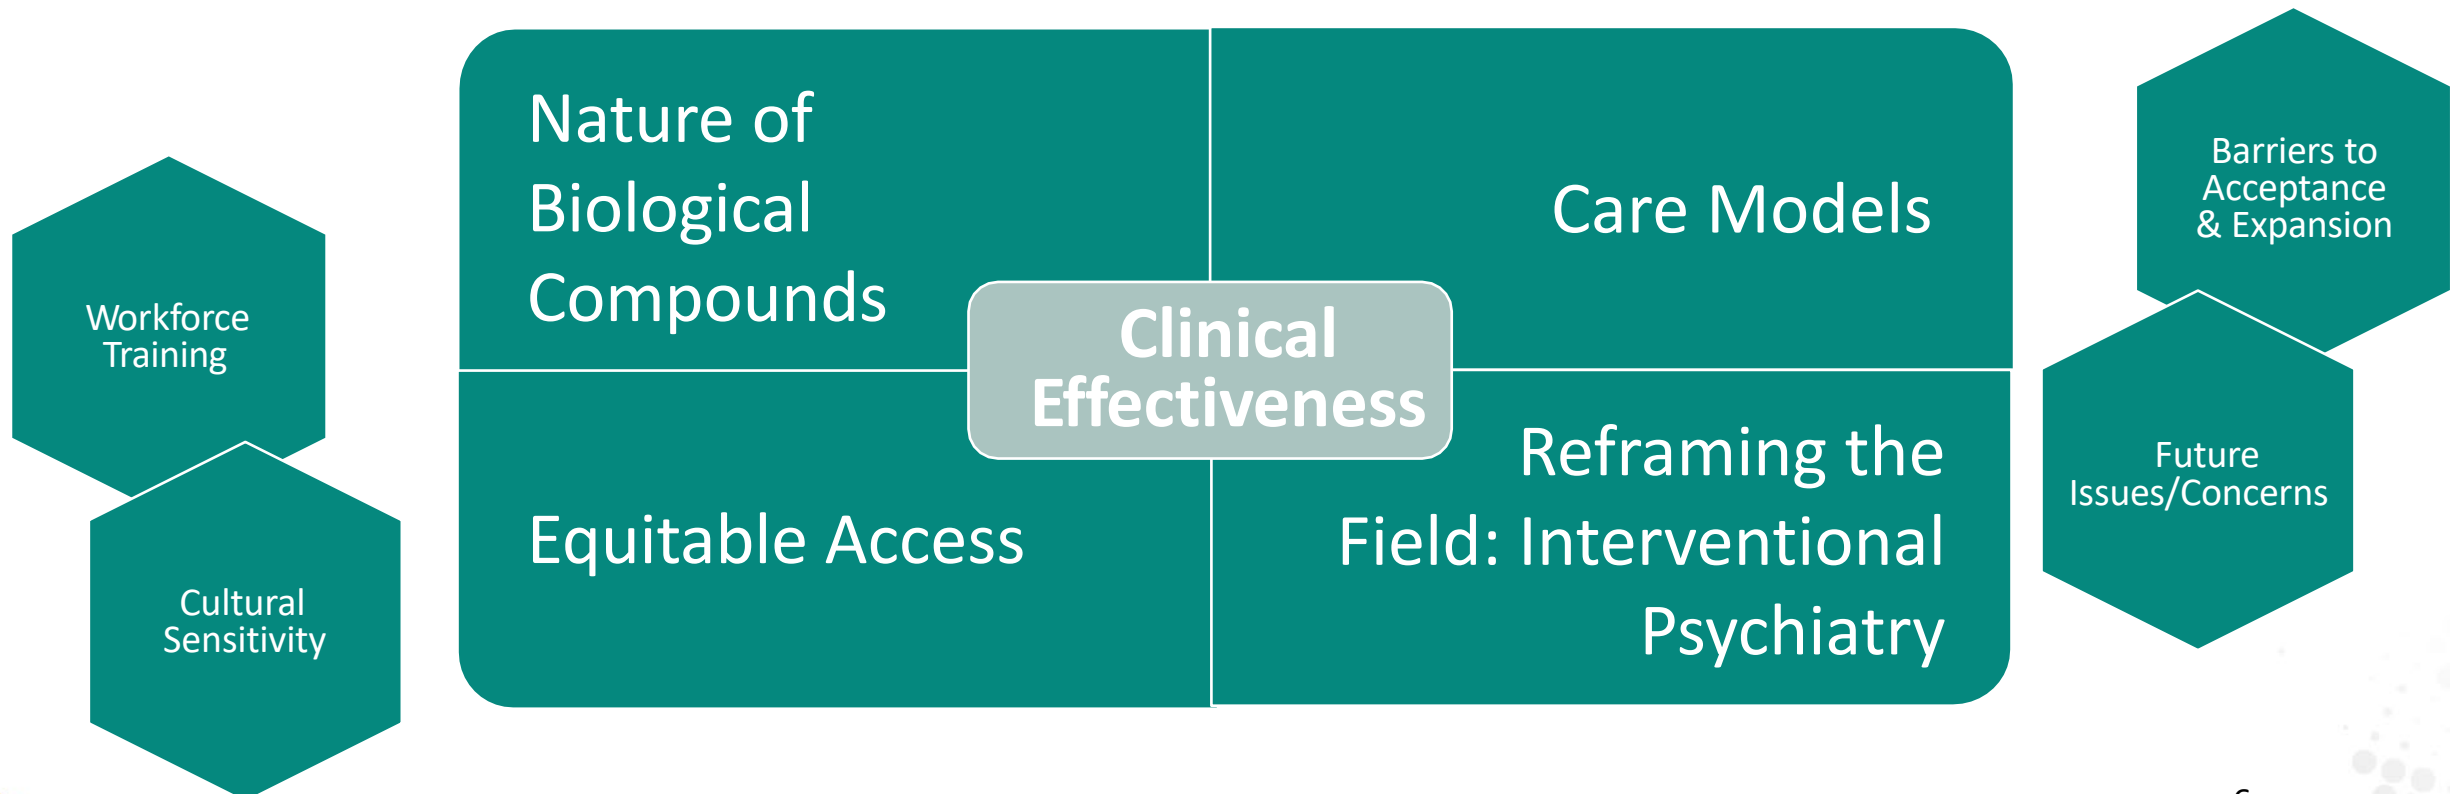 Workforce
Training
Cultural
Sensitivity
Nature of
Biological
Compounds
Care Models
Clinical
Effectiveness
Equitable Access
Reframing the
Field: Interventional
Psychiatry
Barriers to
Acceptance
& Expansion
Future
Issues/Concerns